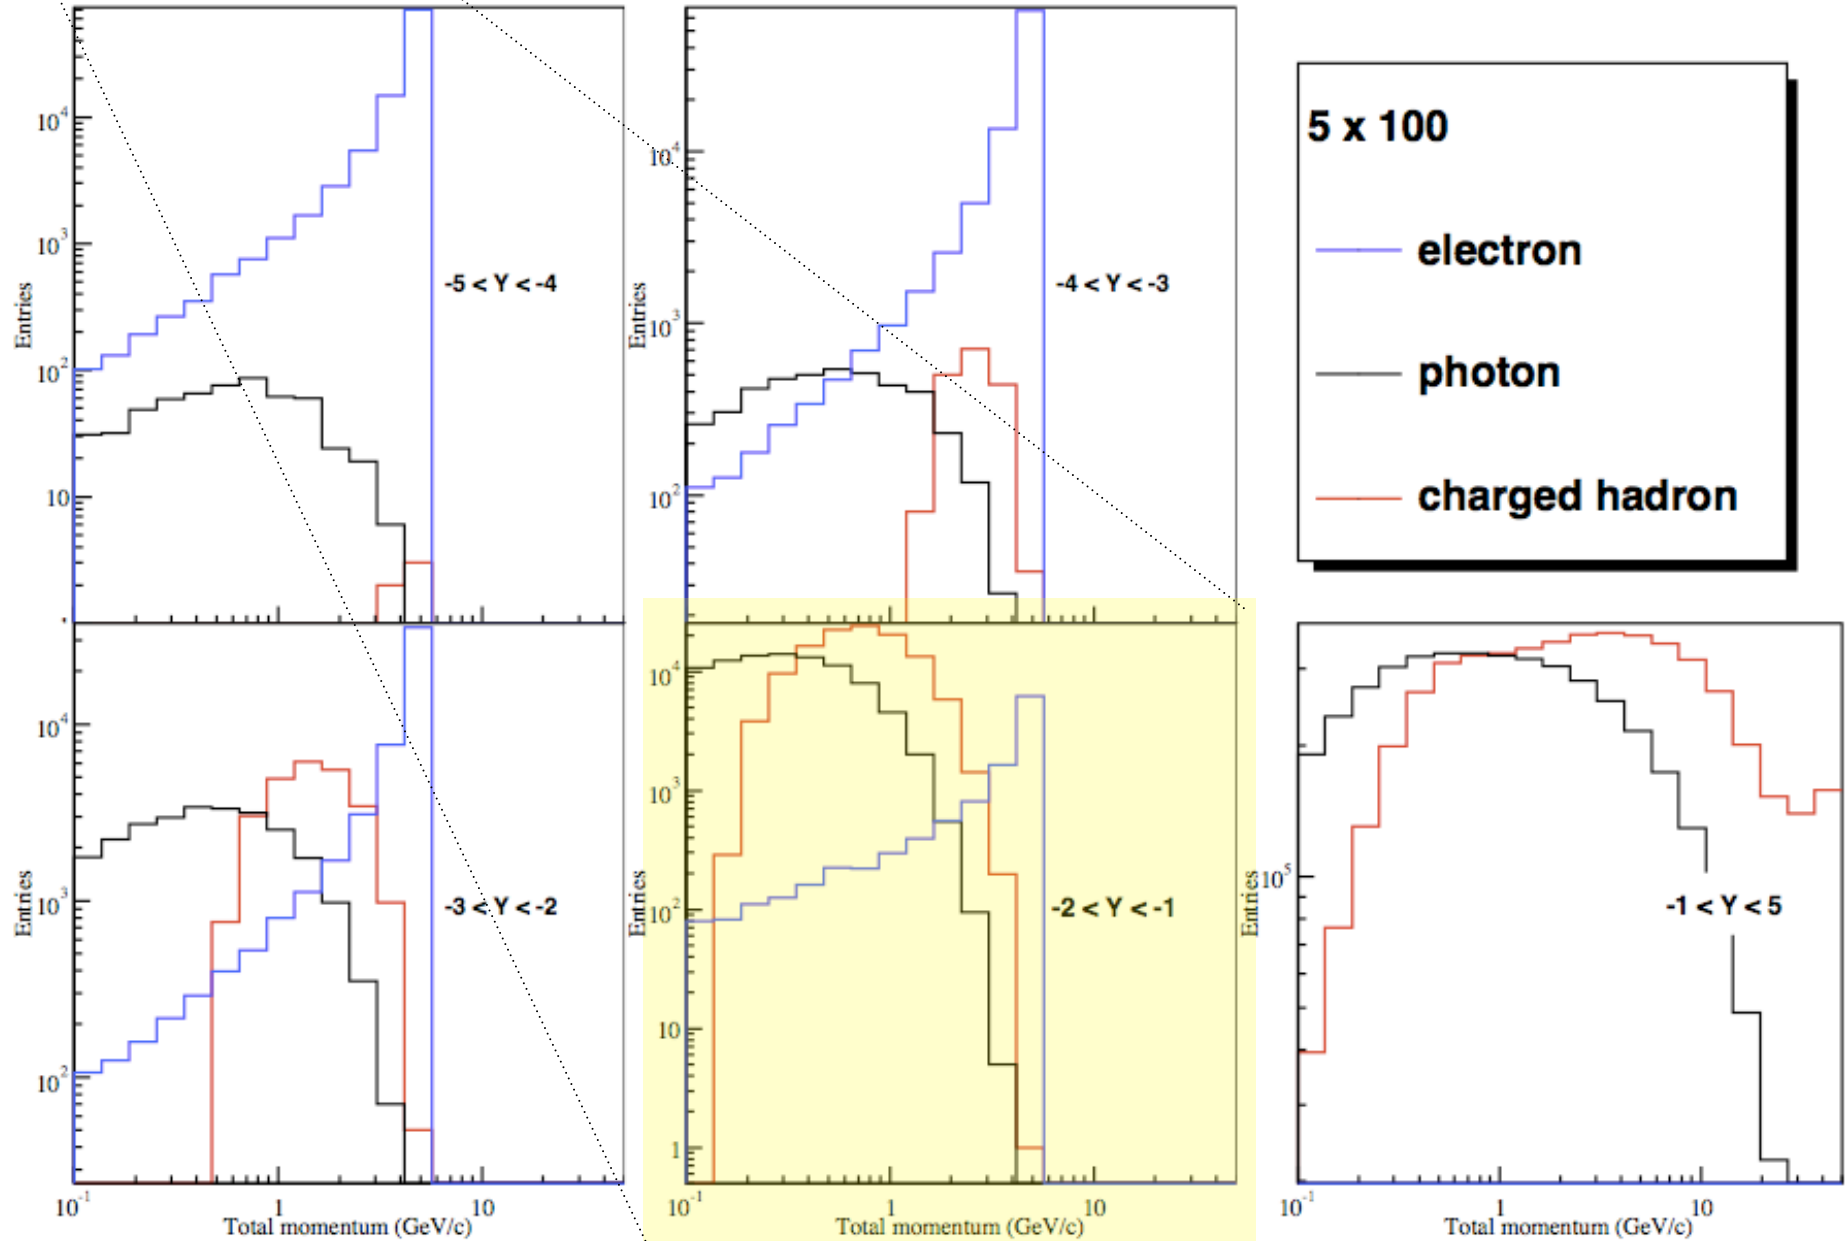 10⁴
10³
10²
10
Entries
-5 < Y < -4
10⁴
10³
10²
Entries
-4 < Y < -3
5 x 100
electron
photon
charged hadron
10⁴
10³
10²
Entries
-3 < Y < -2
10⁻¹
1
10
Total momentum (GeV/c)
10⁴
10³
10²
10
1
Entries
-2 < Y < -1
10⁻¹
1
10
Total momentum (GeV/c)
10⁵
Entries
-1 < Y < 5
10⁻¹
1
10
Total momentum (GeV/c)